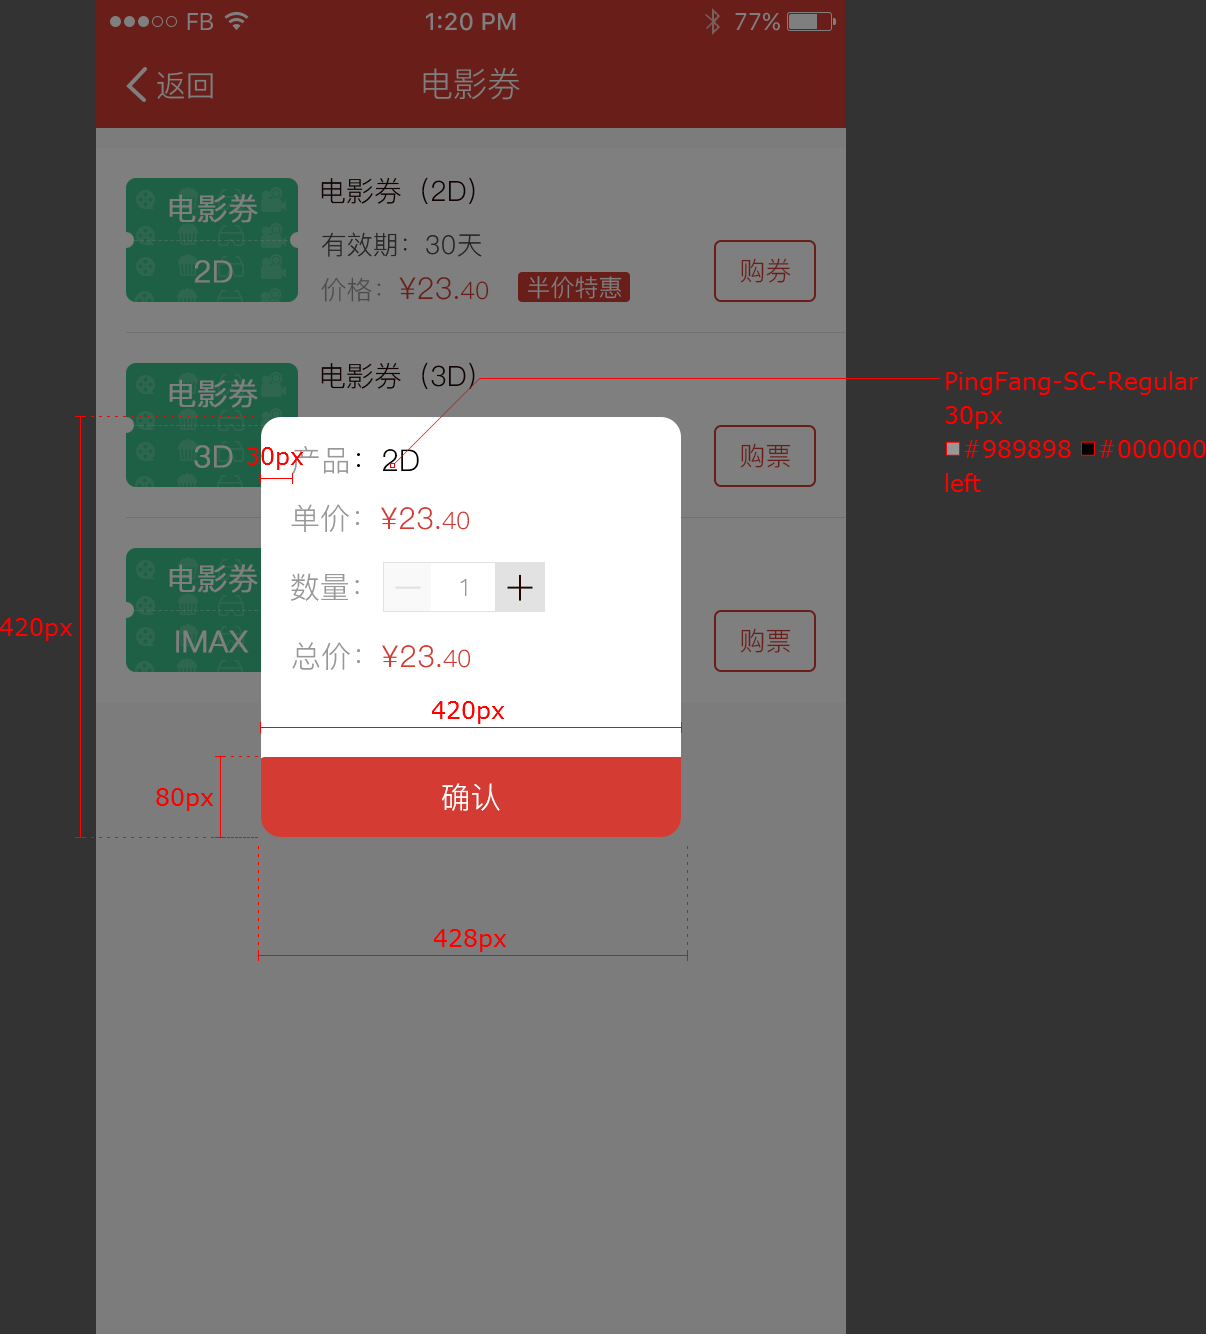 FB 1:20 PM 77%
返回 电影券
电影券 2D
电影券（2D）
有效期：30天
价格：¥23.40 半价特惠
购券
电影券 3D
电影券（3D）
购票
电影券 IMAX
购票
产品：2D
单价：¥23.40
数量： 1
总价：¥23.40
确认
30px
420px
420px
80px
428px
PingFang-SC-Regular
30px
#989898 #000000
left